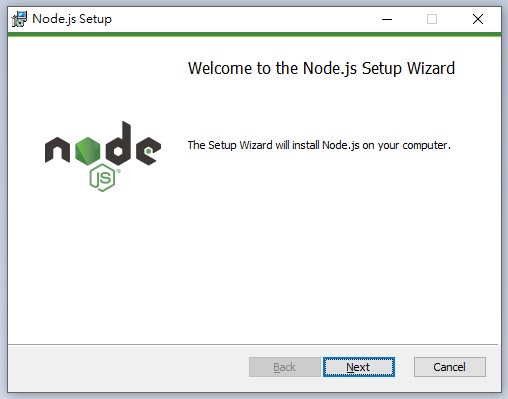 Node.js Setup
Welcome to the Node.js Setup Wizard
node
JS®
The Setup Wizard will install Node.js on your computer.
Back
Next
Cancel